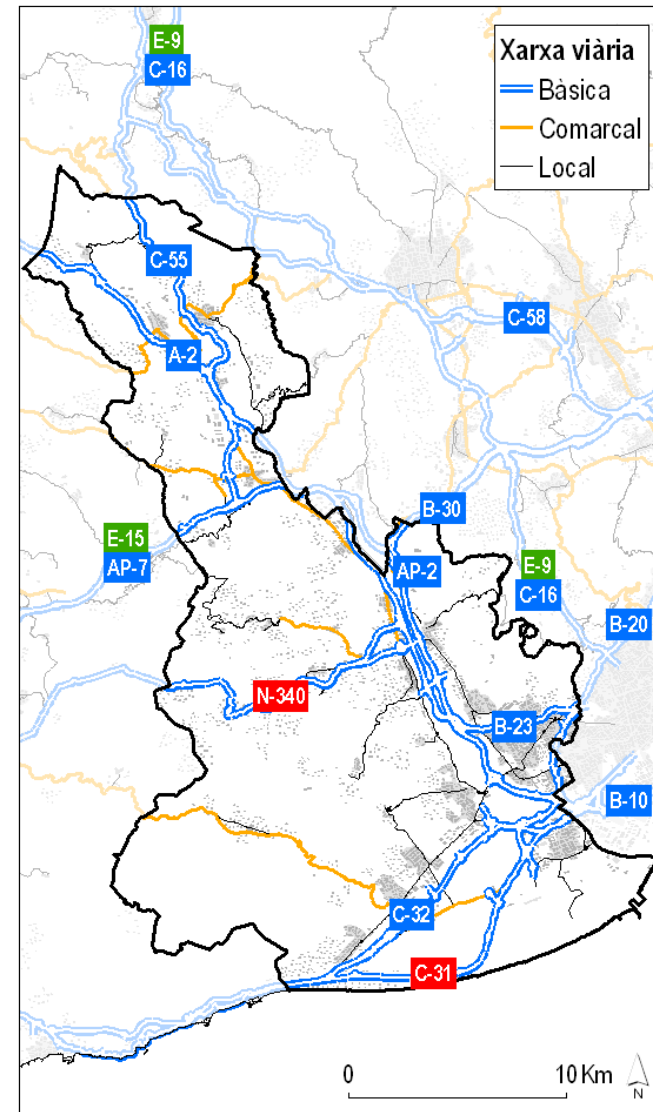 E-9
C-16
Xarxa viària
Bàsica
Comarcal
Local
C-55
C-58
A-2
B-30
E-15
AP-7
AP-2
E-9
C-16
B-20
N-340
B-23
B-10
C-32
C-31
0 10 Km
N